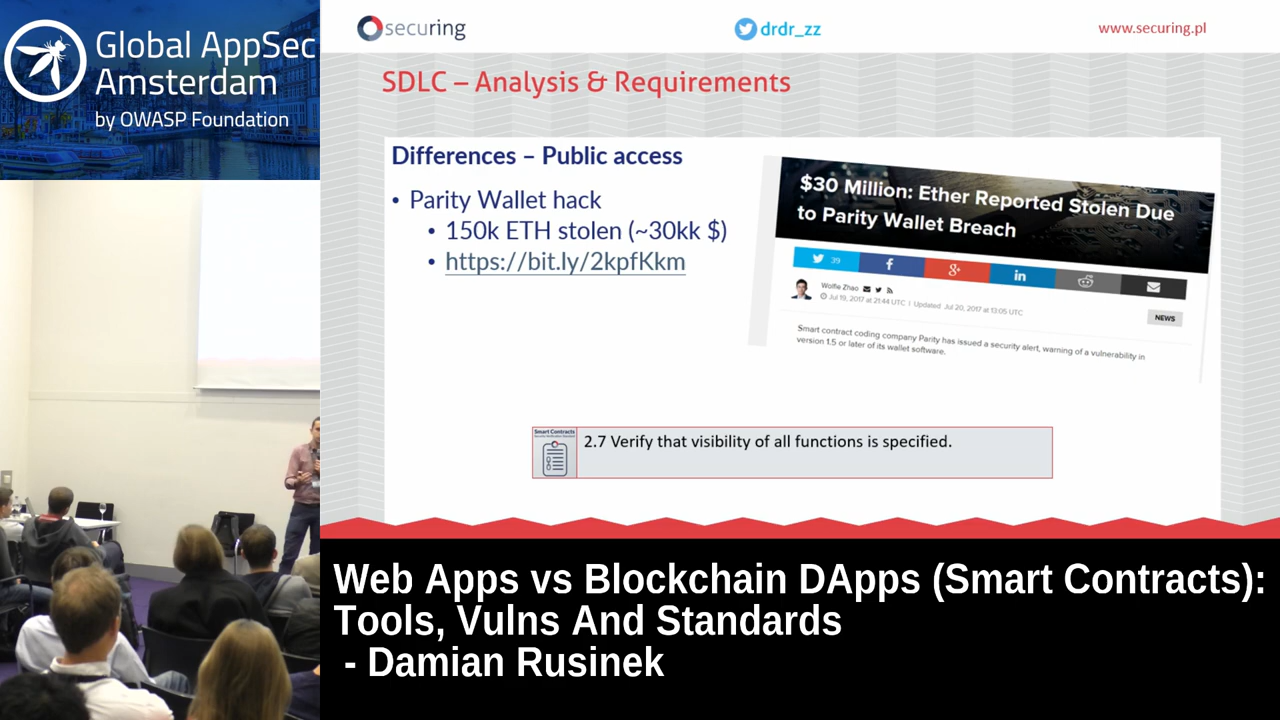 Global AppSec
Amsterdam
by OWASP Foundation
securing
drdr_zz
www.securing.pl
SDLC – Analysis & Requirements
Differences – Public access
• Parity Wallet hack
• 150k ETH stolen (~30kk $)
• https://bit.ly/2kpfKkm
$30 Million: Ether Reported Stolen Due
to Parity Wallet Breach
39
Wolfie Zhao
Jul 19, 2017 at 21:44 UTC | Updated Jul 20, 2017 at 13:05 UTC
NEWS
Smart contract coding company Parity has issued a security alert, warning of a vulnerability in
version 1.5 or later of its wallet software.
Smart Contracts
Security Verification Standard
2.7 Verify that visibility of all functions is specified.
Web Apps vs Blockchain DApps (Smart Contracts):
Tools, Vulns And Standards
- Damian Rusinek